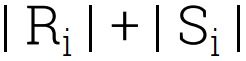 | R_i | + | S_i |